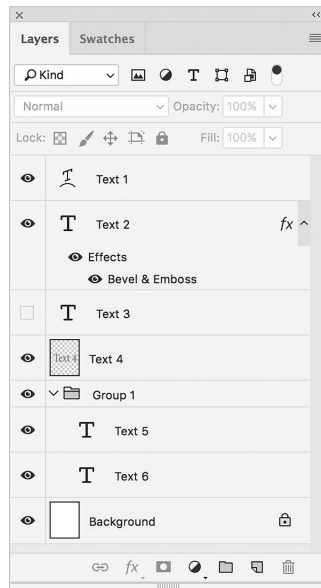 Layers Swatches
Kind
Normal Opacity: 100%
Lock: Fill: 100%
Text 1
Text 2 fx
Effects
Bevel & Emboss
Text 3
Text 4 Text 4
Group 1
Text 5
Text 6
Background
fx